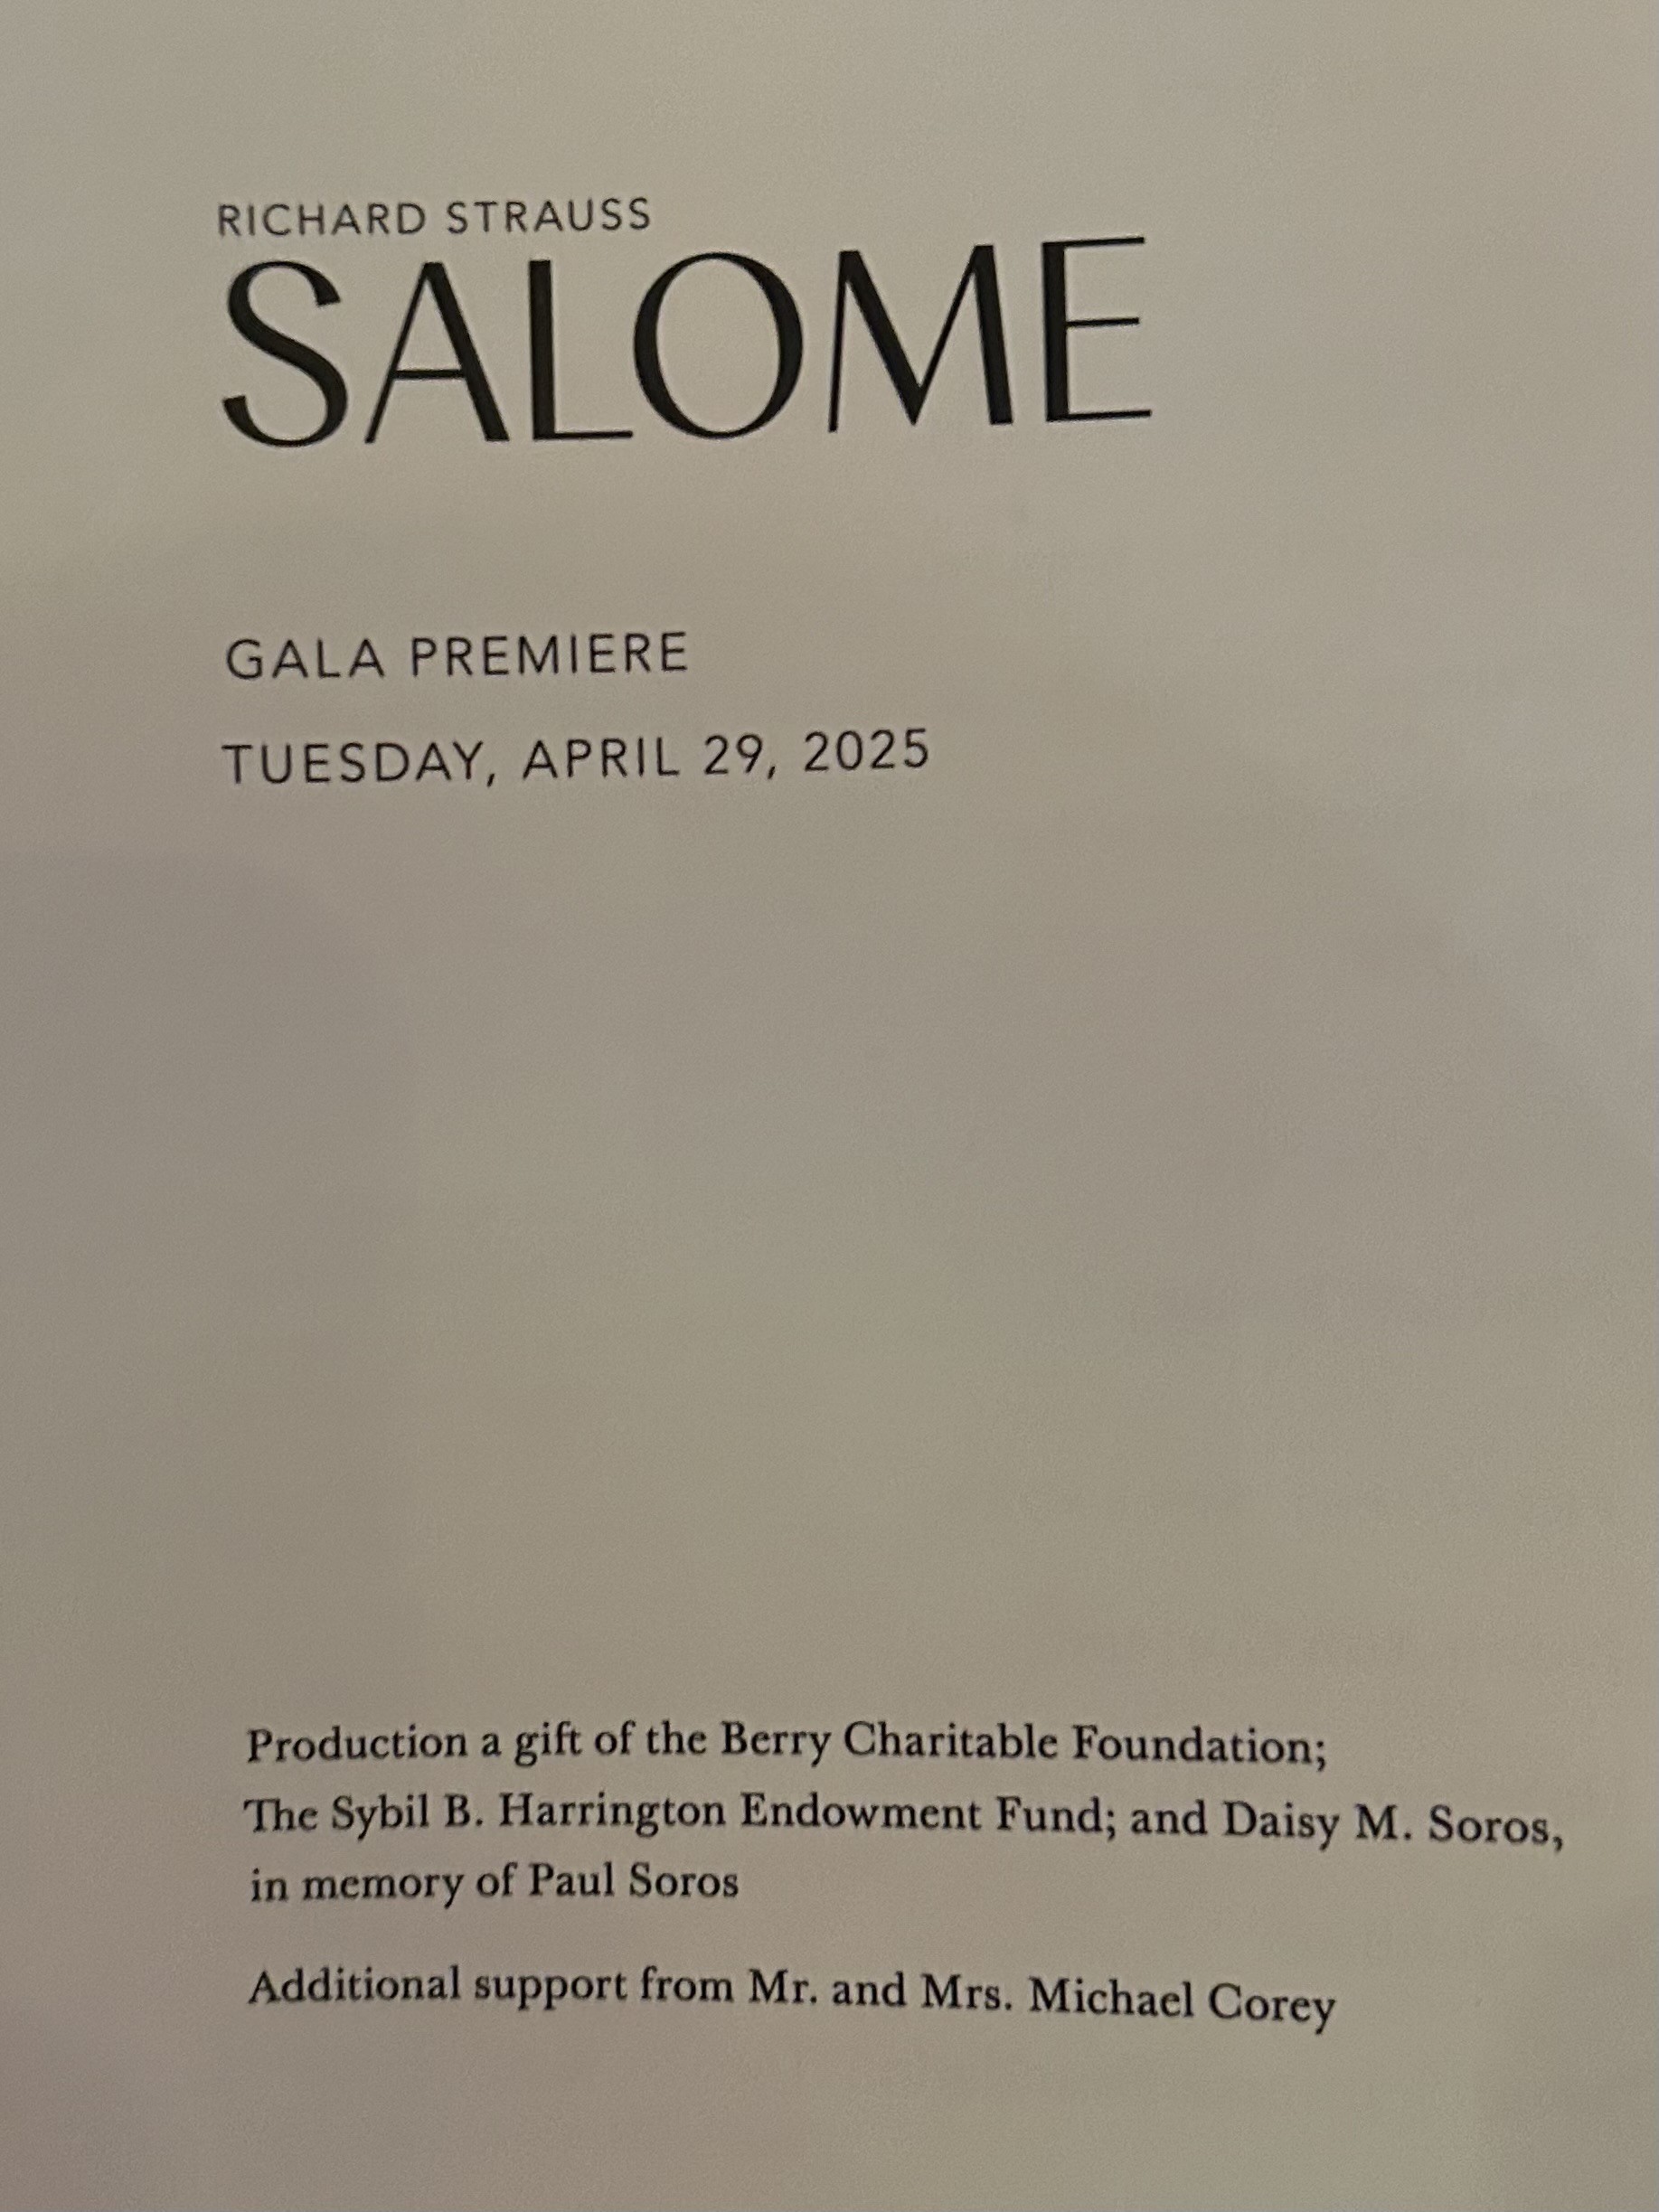 RICHARD STRAUSS
SALOME
GALA PREMIERE
TUESDAY, APRIL 29, 2025
Production a gift of the Berry Charitable Foundation;
The Sybil B. Harrington Endowment Fund; and Daisy M. Soros,
in memory of Paul Soros
Additional support from Mr. and Mrs. Michael Corey